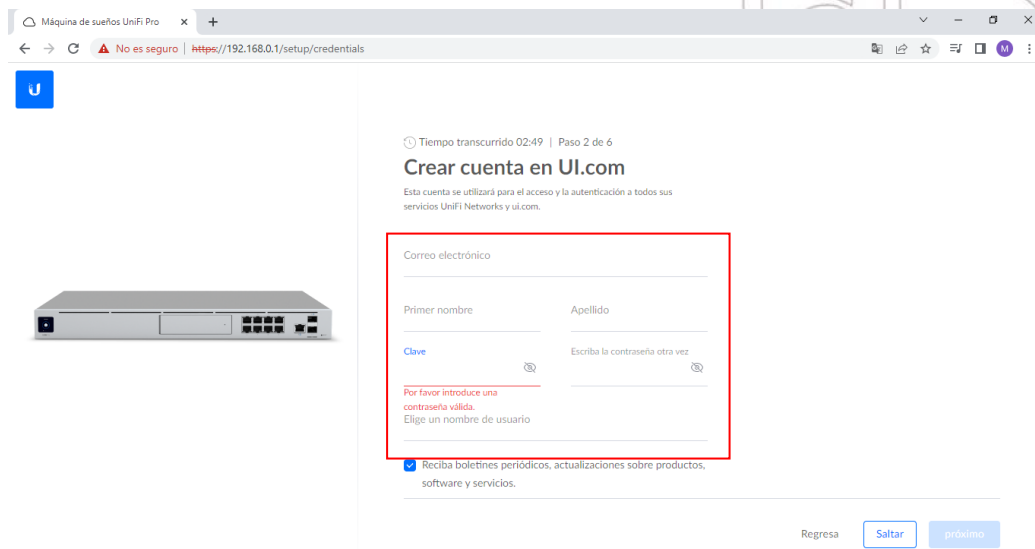 Máquina de sueños UniFi Pro
No es seguro | https://192.168.0.1/setup/credentials
M
U
Tiempo transcurrido 02:49 | Paso 2 de 6
Crear cuenta en UI.com
Esta cuenta se utilizará para el acceso y la autenticación a todos sus
servicios UniFi Networks y ui.com.
Correo electrónico
Primer nombre Apellido
Clave Escriba la contraseña otra vez
Por favor introduce una
contraseña válida.
Elige un nombre de usuario
Reciba boletines periódicos, actualizaciones sobre productos,
software y servicios.
Regresa Saltar próximo